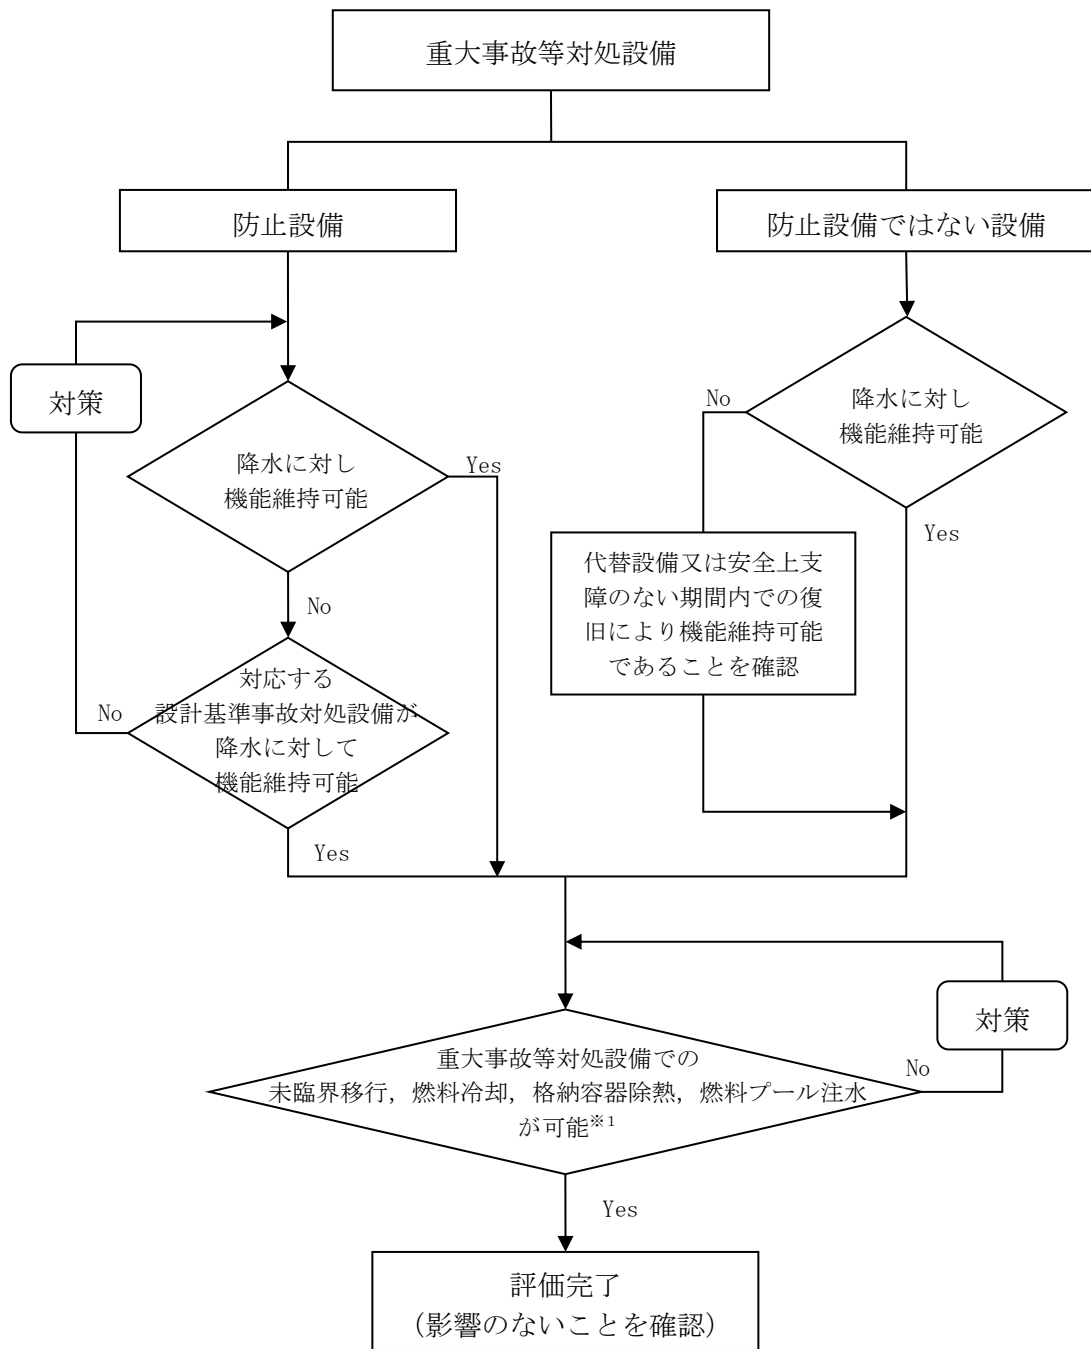 重大事故等対処設備
防止設備
防止設備ではない設備
対策
降水に対し
機能維持可能
Yes
No
対応する
設計基準事故対処設備が
降水に対して
機能維持可能
No
Yes
降水に対し
機能維持可能
No
Yes
代替設備又は安全上支
障のない期間内での復
旧により機能維持可能
であることを確認
対策
重大事故等対処設備での
未臨界移行，燃料冷却，格納容器除熱，燃料プール注水
が可能※1
No
Yes
評価完了
（影響のないことを確認）